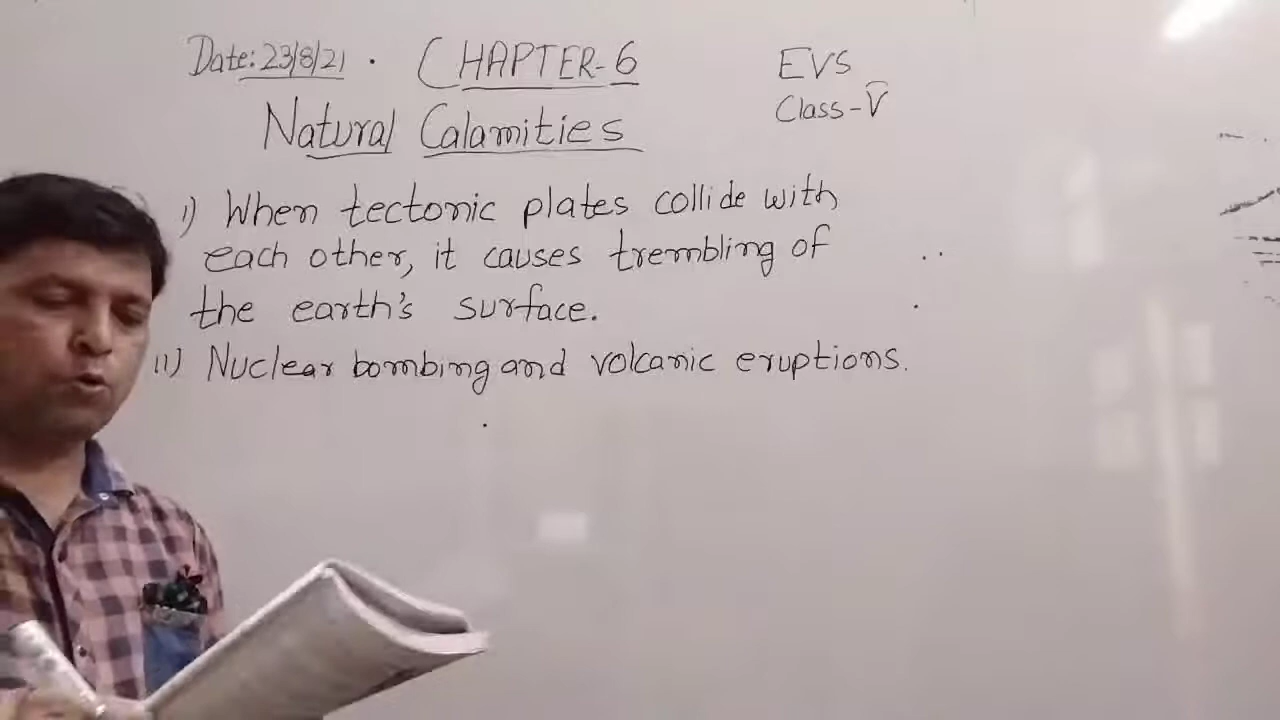 Date: 23/8/21 . CHAPTER-6
EVS
Class-V
Natural Calamities
i) When tectonic plates collide with
each other, it causes trembling of
the earth's surface.
ii) Nuclear bombing and volcanic eruptions.